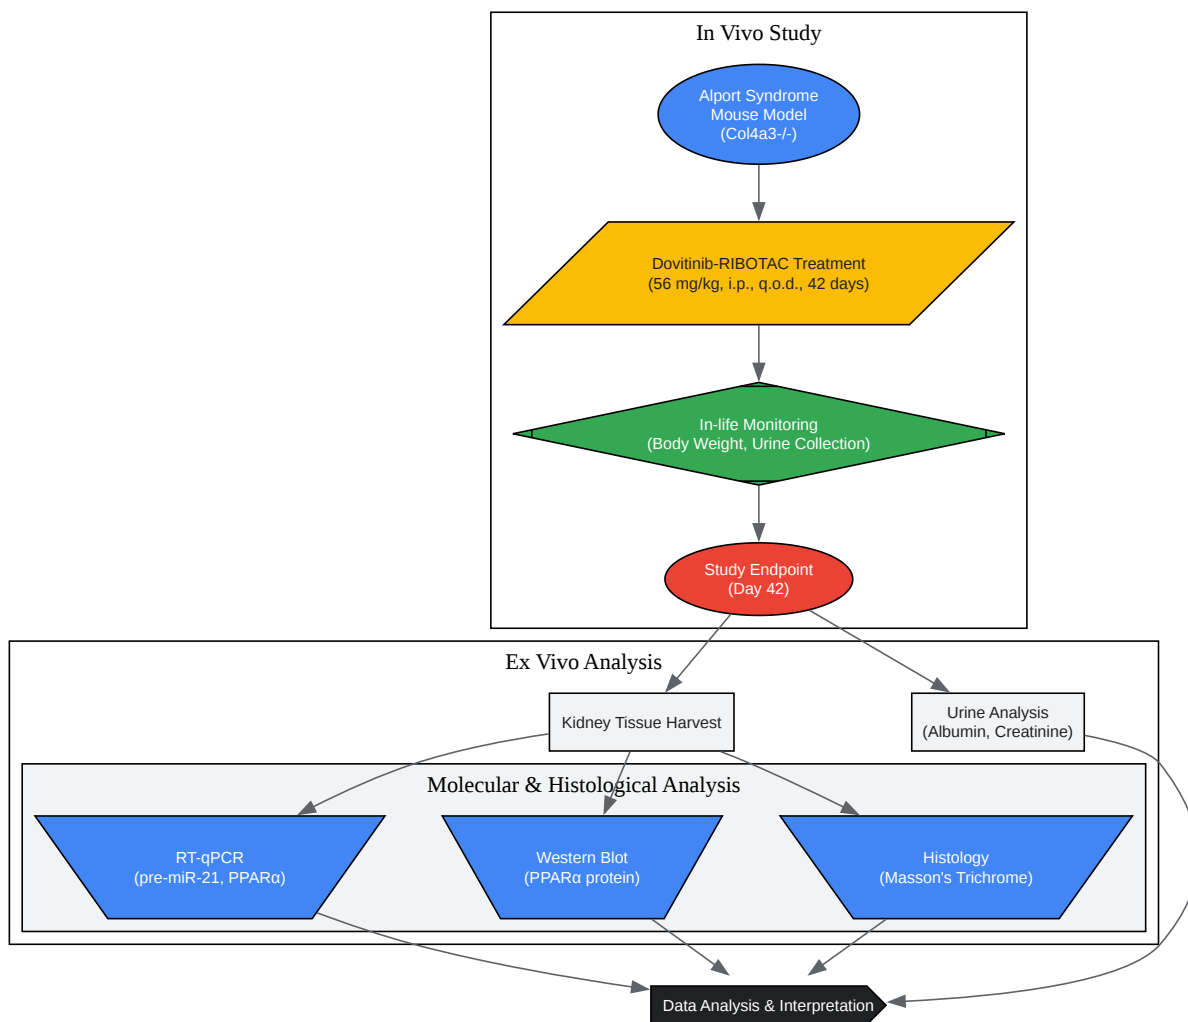 In Vivo Study
Alport Syndrome
Mouse Model
(Col4a3-/-)
Dovitinib-RIBOTAC Treatment
(56 mg/kg, i.p., q.o.d., 42 days)
In-life Monitoring
(Body Weight, Urine Collection)
Study Endpoint
(Day 42)
Ex Vivo Analysis
Kidney Tissue Harvest
Urine Analysis
(Albumin, Creatinine)
Molecular & Histological Analysis
RT-qPCR
(pre-miR-21, PPARα)
Western Blot
(PPARα protein)
Histology
(Masson's Trichrome)
Data Analysis & Interpretation